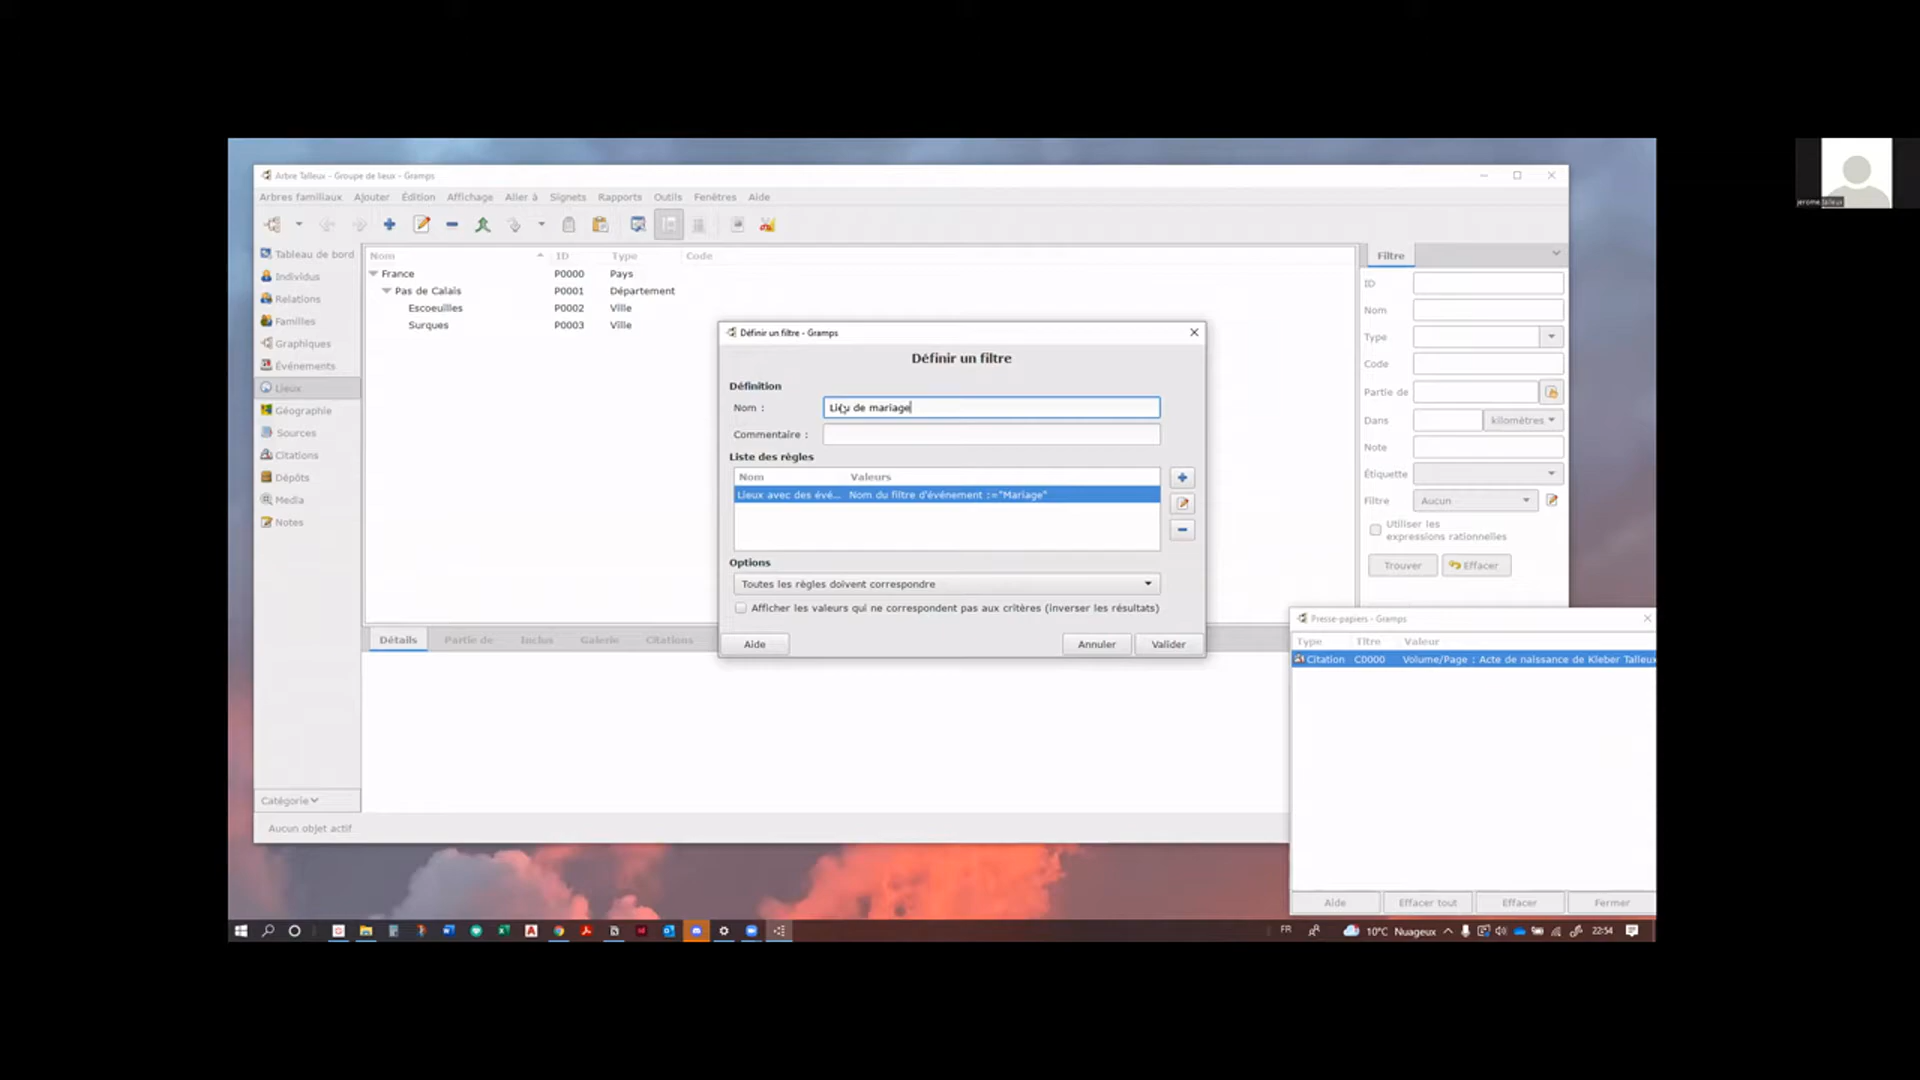 Arbre Talleux - Groupe de lieux - Gramps
Arbres familiaux Ajouter Édition Affichage Aller à Signets Rapports Outils Fenêtres Aide
Tableau de bord
Individus
Relations
Familles
Graphiques
Événements
Lieux
Géographie
Sources
Citations
Dépôts
Media
Notes
Catégorie
Aucun objet actif
Nom ID Type Code
France P0000 Pays
Pas de Calais P0001 Département
Escoeuilles P0002 Ville
Surques P0003 Ville
Détails Partie de Inclus Galerie Citations
Définir un filtre - Gramps
Définir un filtre
Définition
Nom : Lieu de mariage
Commentaire :
Liste des règles
Nom Valeurs
Lieux avec des évé... Nom du filtre d'événement :="Mariage"
Options
Toutes les règles doivent correspondre
Afficher les valeurs qui ne correspondent pas aux critères (inverser les résultats)
Aide Annuler Valider
Filtre
ID
Nom
Type
Code
Partie de
Dans kilomètres
Note
Étiquette
Filtre Aucun
Utiliser les
expressions rationnelles
Trouver Effacer
Presse-papiers - Gramps
Type Titre Valeur
Citation C0000 Volume/Page : Acte de naissance de Kleber Talleux
Aide Effacer tout Effacer Fermer
FR 10°C Nuageux 22:54
jerome.talleux